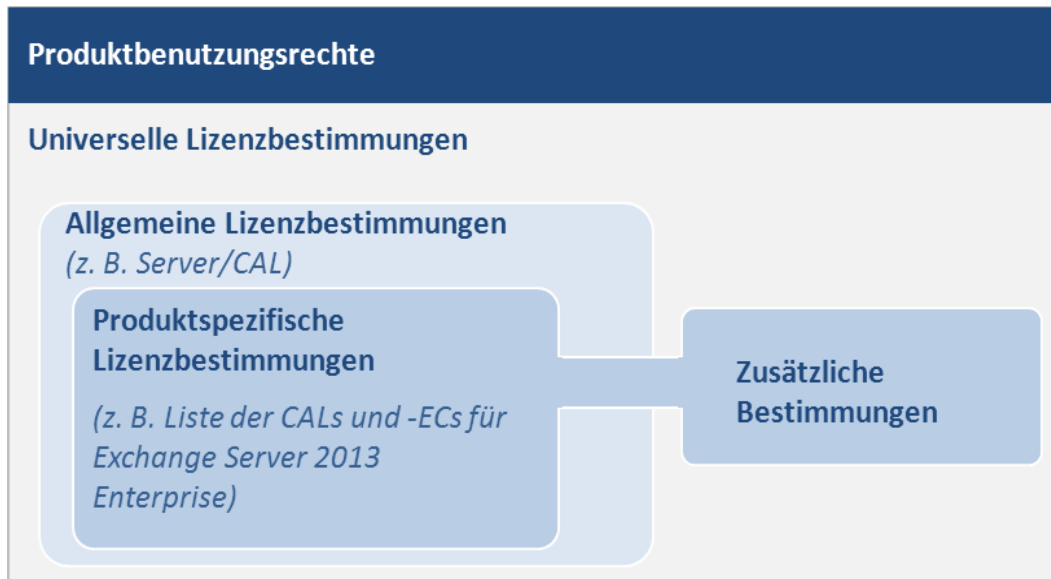 Produktbenutzungsrechte
Universelle Lizenzbestimmungen
Allgemeine Lizenzbestimmungen
(z. B. Server/CAL)
Produktspezifische
Lizenzbestimmungen
(z. B. Liste der CALs und -ECs für
Exchange Server 2013
Enterprise)
Zusätzliche
Bestimmungen